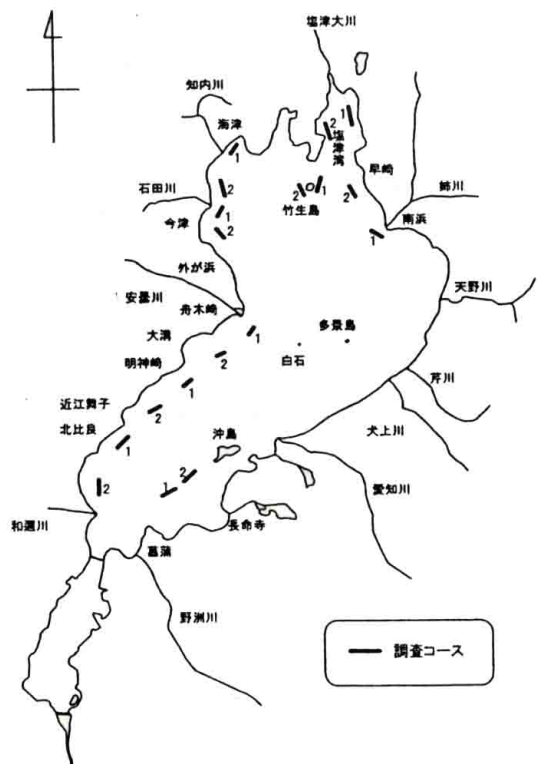 塩津大川
知内川
海津
1
1
2
塩津湾
早崎
石田川
2
2
1
竹生島
2
姉川
南浜
今津
1
2
1
外が浜
安曇川
舟木崎
天野川
大溝
1
多景島
白石
明神崎
2
芹川
1
近江舞子
2
北比良
1
沖島
犬上川
2
1
2
愛知川
和邇川
長命寺
菖蒲
野洲川
調査コース